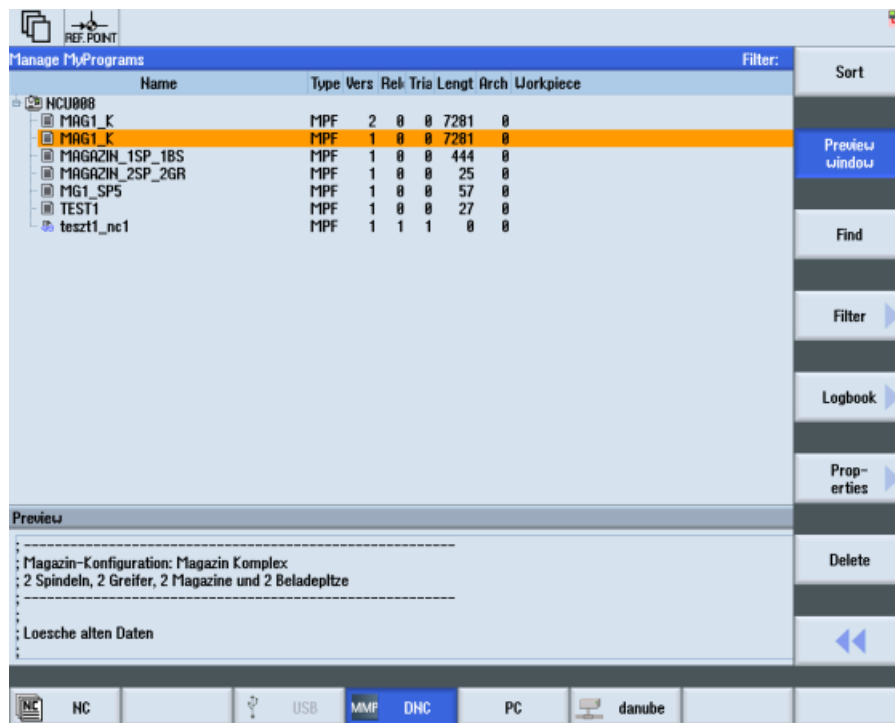 REF. POINT
Manage MyPrograms Filter:
Name Type Vers Rel Tria Lengt Arch Workpiece
NCU008
MAG1_K MPF 2 0 0 7281 0
MAG1_K MPF 1 0 0 7281 0
MAGAZIN_1SP_1BS MPF 1 0 0 444 0
MAGAZIN_2SP_2GR MPF 1 0 0 25 0
MG1_SP5 MPF 1 0 0 57 0
TEST1 MPF 1 0 0 27 0
teszt1_nc1 MPF 1 1 1 0 0
Preview
; ------------------------------------------------------------
; Magazin-Konfiguration: Magazin Komplex
; 2 Spindeln, 2 Greifer, 2 Magazine und 2 Beladepltze
; ------------------------------------------------------------
;
; Loesche alten Daten
;
Sort
Preview
window
Find
Filter
Logbook
Prop-
erties
Delete
NC NC USB MMP DNC PC danube